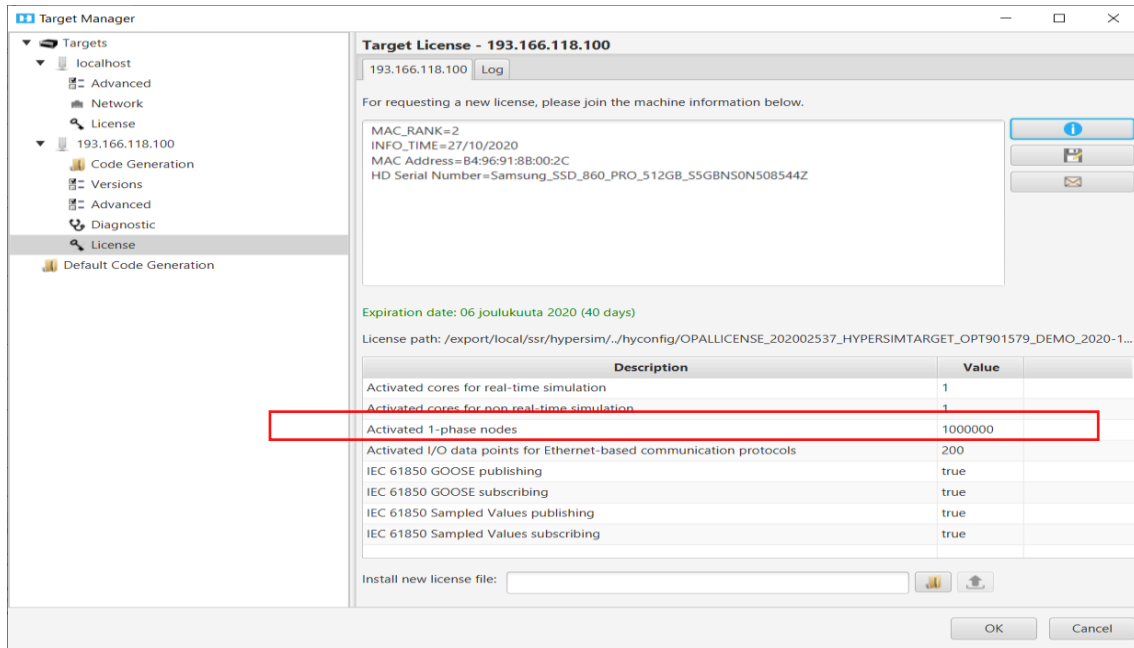 Target Manager
Targets
localhost
Advanced
Network
License
193.166.118.100
Code Generation
Versions
Advanced
Diagnostic
License
Default Code Generation
Target License - 193.166.118.100
193.166.118.100 Log
For requesting a new license, please join the machine information below.
MAC_RANK=2
INFO_TIME=27/10/2020
MAC Address=B4:96:91:8B:00:2C
HD Serial Number=Samsung_SSD_860_PRO_512GB_S5GBNS0N508544Z
Expiration date: 06 joulukuuta 2020 (40 days)
License path: /export/local/ssr/hypersim/../hyconfig/OPALLICENSE_202002537_HYPERSIMTARGET_OPT901579_DEMO_2020-1...
Description Value
Activated cores for real-time simulation 1
Activated cores for non real-time simulation 1
Activated 1-phase nodes 1000000
Activated I/O data points for Ethernet-based communication protocols 200
IEC 61850 GOOSE publishing true
IEC 61850 GOOSE subscribing true
IEC 61850 Sampled Values publishing true
IEC 61850 Sampled Values subscribing true
Install new license file:
OK Cancel